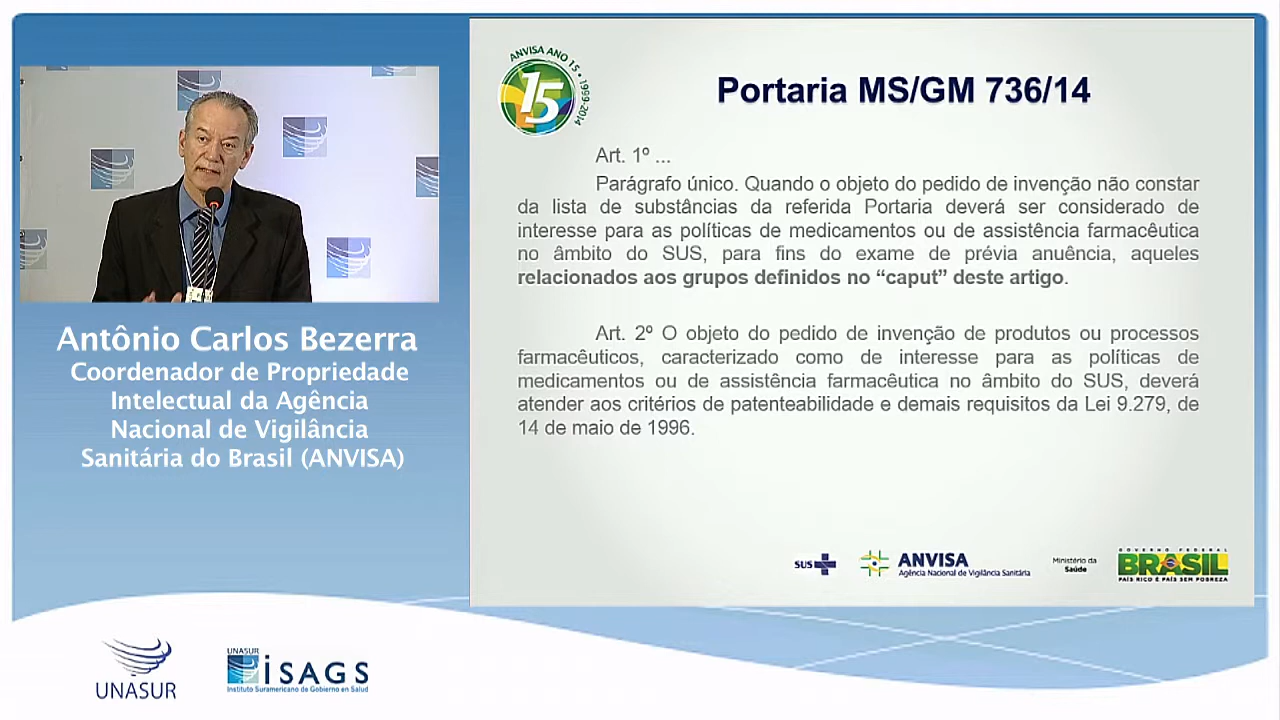 ANVISA ANO 15 • 1999-2014
15
Portaria MS/GM 736/14
Art. 1º ...
Parágrafo único. Quando o objeto do pedido de invenção não constar
da lista de substâncias da referida Portaria deverá ser considerado de
interesse para as políticas de medicamentos ou de assistência farmacêutica
no âmbito do SUS, para fins do exame de prévia anuência, aqueles
relacionados aos grupos definidos no “caput” deste artigo.
Art. 2º O objeto do pedido de invenção de produtos ou processos
farmacêuticos, caracterizado como de interesse para as políticas de
medicamentos ou de assistência farmacêutica no âmbito do SUS, deverá
atender aos critérios de patenteabilidade e demais requisitos da Lei 9.279, de
14 de maio de 1996.
Antônio Carlos Bezerra
Coordenador de Propriedade
Intelectual da Agência
Nacional de Vigilância
Sanitária do Brasil (ANVISA)
SUS
ANVISA
Agência Nacional de Vigilância Sanitária
Ministério da
Saúde
GOVERNO FEDERAL
BRASIL
PAÍS RICO É PAÍS SEM POBREZA
UNASUR
UNASUR
ISAGS
Instituto Suramericano de Gobierno en Salud